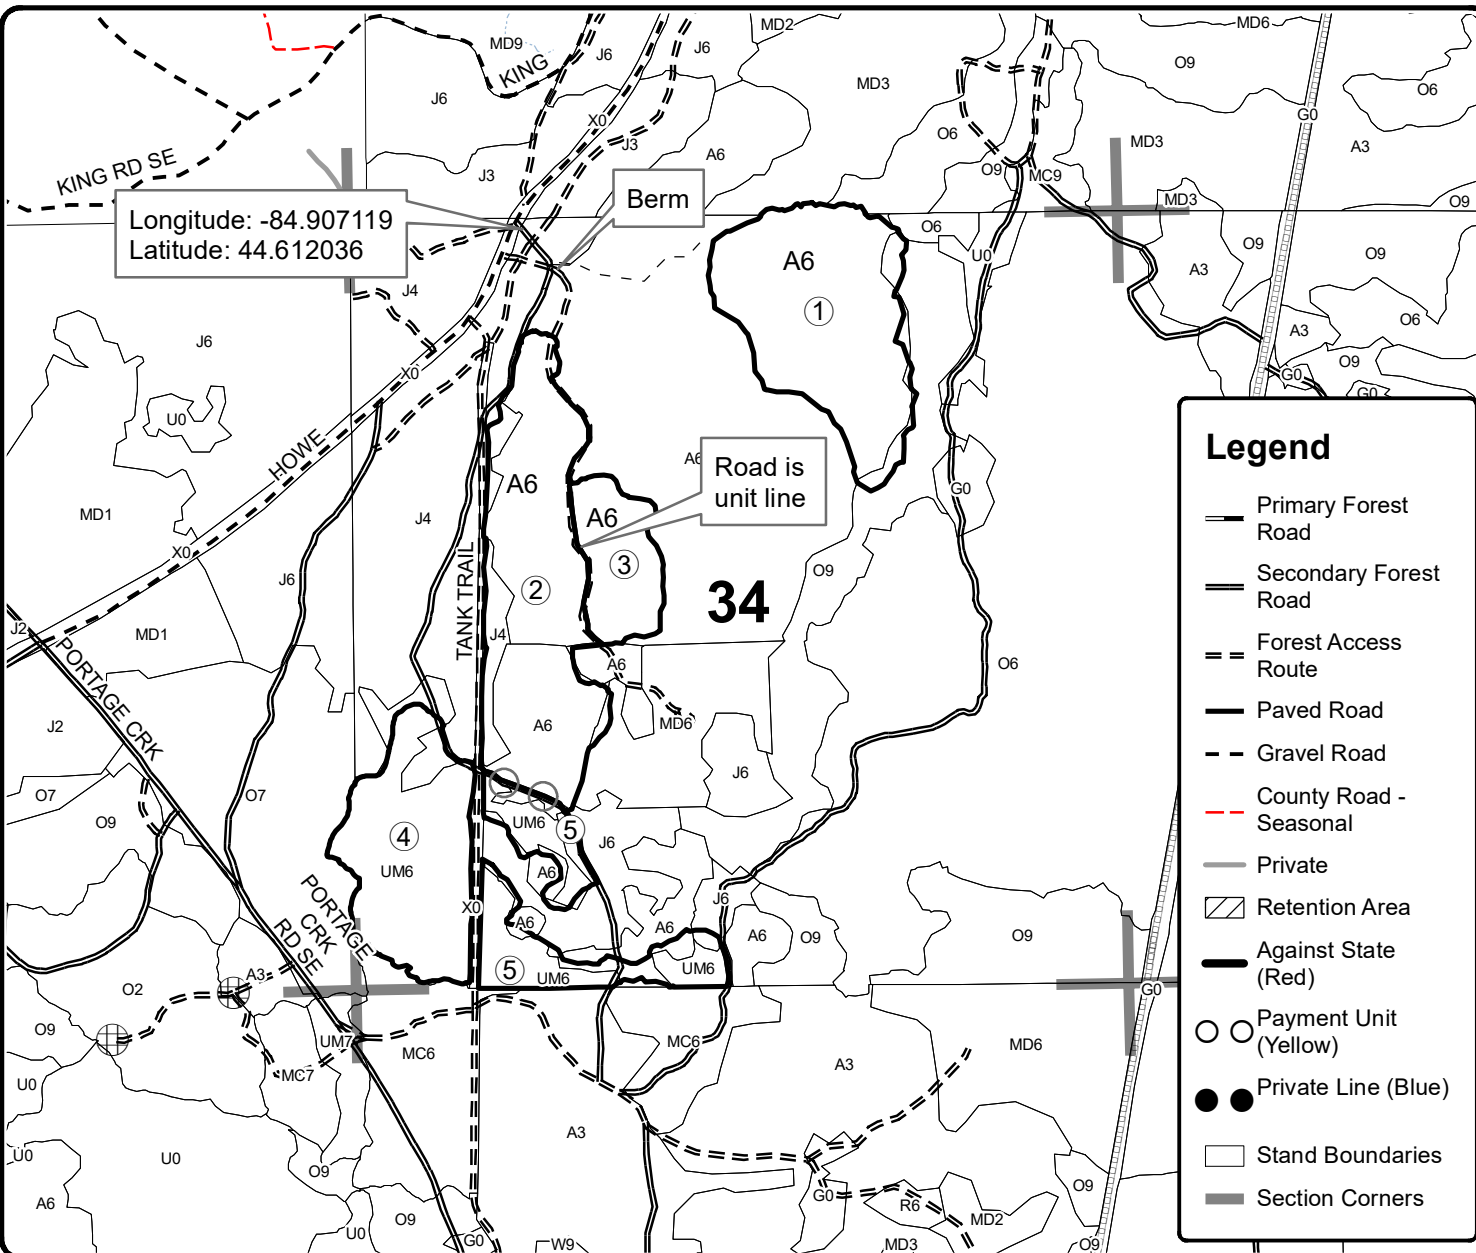 MD9
KING
J6
J6
MD2
MD6
O9
J6
MD3
O6
X0
G0
O6
J3
A6
MD3
A3
KING RD SE
J3
O9
MC9
Berm
MD3
O9
Longitude: -84.907119
Latitude: 44.612036
O6
O9
O9
U0
A6
A3
J4
1
O6
J6
A3
X0
O9
G0
G0
U0
HOWE
A6
A6
Road is
unit line
G0
MD1
J4
A6
X0
TANK TRAIL
3
O9
J6
2
34
J2
MD1
J4
PORTAGE CRK
A6
O6
J2
A6
MD6
J6
O7
O7
O9
UM6
5
4
J6
UM6
A6
PORTAGE
CRK
RD SE
X0
J6
A6
A6
A6
O9
O9
A3
5
UM6
UM6
O2
G0
O9
UM7
MC6
MC6
MD6
MC7
A3
U0
A3
U0
U0
O9
O9
A6
G0
R6
MD2
U0
O9
G0
W9
MD3
O9
Legend
Primary Forest
Road
Secondary Forest
Road
Forest Access
Route
Paved Road
Gravel Road
County Road -
Seasonal
Private
Retention Area
Against State
(Red)
Payment Unit
(Yellow)
Private Line (Blue)
Stand Boundaries
Section Corners